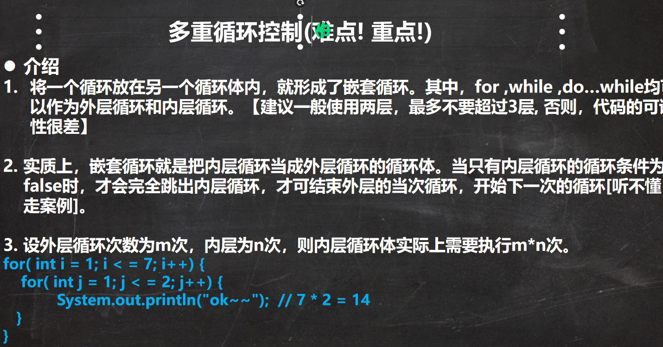 多重循环控制(难点! 重点!)
● 介绍
1. 将一个循环放在另一个循环体内，就形成了嵌套循环。其中，for ,while ,do…while均
以作为外层循环和内层循环。【建议一般使用两层，最多不要超过3层, 否则，代码的可
性很差】
2. 实质上，嵌套循环就是把内层循环当成外层循环的循环体。当只有内层循环的循环条件为
false时，才会完全跳出内层循环，才可结束外层的当次循环，开始下一次的循环[听不懂
走案例]。
3. 设外层循环次数为m次，内层为n次，则内层循环体实际上需要执行m*n次。
for( int i = 1; i < = 7; i++) {
for( int j = 1; j < = 2; j++) {
System.out.println("ok~~"); // 7 * 2 = 14
}
}